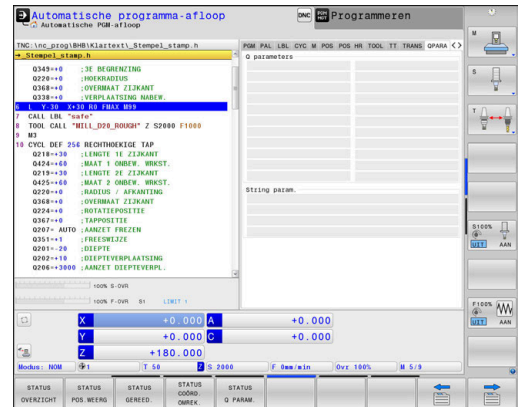 Automatische programma-afloop
DNC
Programmeren
Automatische PGM-afloop
TNC:\nc_prog\BHB\Klartext\_Stempel_stamp.h
→_Stempel_stamp.h
Q349=+0 ;3E BEGRENZING
Q220=+0 ;HOEKRADIUS
Q368=+0 ;OVERMAAT ZIJKANT
Q338=+0 ;VERPLAATSING NABEW.
6 L Y-30 X+30 R0 FMAX M99
7 CALL LBL "safe"
8 TOOL CALL "MILL_D20_ROUGH" Z S2000 F1000
9 M3
10 CYCL DEF 256 RECHTHOEKIGE TAP
Q218=+30 ;LENGTE 1E ZIJKANT
Q424=+60 ;MAAT 1 ONBEW. WRKST.
Q219=+30 ;LENGTE 2E ZIJKANT
Q425=+60 ;MAAT 2 ONBEW. WRKST.
Q220=+0 ;RADIUS / AFKANTING
Q368=+0 ;OVERMAAT ZIJKANT
Q224=+0 ;ROTATIEPOSITIE
Q367=+0 ;TAPPOSITIE
Q207= AUTO ;AANZET FREZEN
Q351=+1 ;FREESWIJZE
Q201=-20 ;DIEPTE
Q202=+10 ;DIEPTEVERPLAATSING
Q206=+3000 ;AANZET DIEPTEVERPL.
PGM PAL LBL CYC M POS POS HR TOOL TT TRANS QPARA
Q parameters
String param.
100% S-OVR
100% F-OVR S1 LIMIT 1
X +0.000 A +0.000
Y +0.000 C +0.000
Z +180.000
Modus: NOM 1 T 50 Z S 2000 F 0mm/min Ovr 100% M 5/9
STATUS OVERZICHT
STATUS POS.WEERG
STATUS GEREED.
STATUS COÖRD. OMREK.
STATUS Q PARAM.
M
S
T
S100%
UIT AAN
F100%
UIT AAN